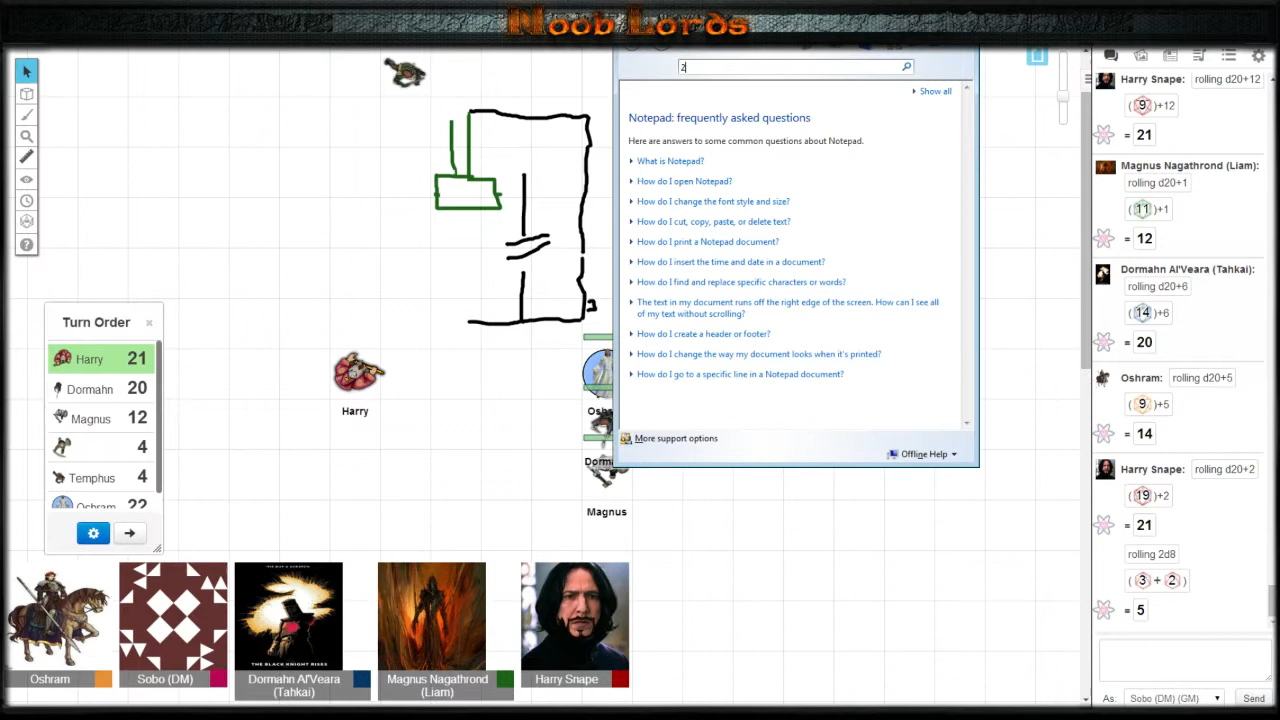 Noob Lords
2
Show all
Notepad: frequently asked questions
Here are answers to some common questions about Notepad.
What is Notepad?
How do I open Notepad?
How do I change the font style and size?
How do I cut, copy, paste, or delete text?
How do I print a Notepad document?
How do I insert the time and date in a document?
How do I find and replace specific characters or words?
The text in my document runs off the right edge of the screen. How can I see all
of my text without scrolling?
How do I create a header or footer?
How do I change the way my document looks when it's printed?
How do I go to a specific line in a Notepad document?
More support options
Offline Help
Turn Order
Harry 21
Dormahn 20
Magnus 12
4
Temphus 4
Oshram 22
Harry
Magnus
Harry Snape: rolling d20+12
(9)+12
= 21
Magnus Nagathrond (Liam):
rolling d20+1
(11)+1
= 12
Dormahn Al'Veara (Tahkai):
rolling d20+6
(14)+6
= 20
Oshram: rolling d20+5
(9)+5
= 14
Harry Snape: rolling d20+2
(19)+2
= 21
rolling 2d8
(3+2)
= 5
As: Sobo (DM) (GM) Send
THE BLACK KNIGHT RISES
Oshram
Sobo (DM)
Dormahn Al'Veara
(Tahkai)
Magnus Nagathrond
(Liam)
Harry Snape